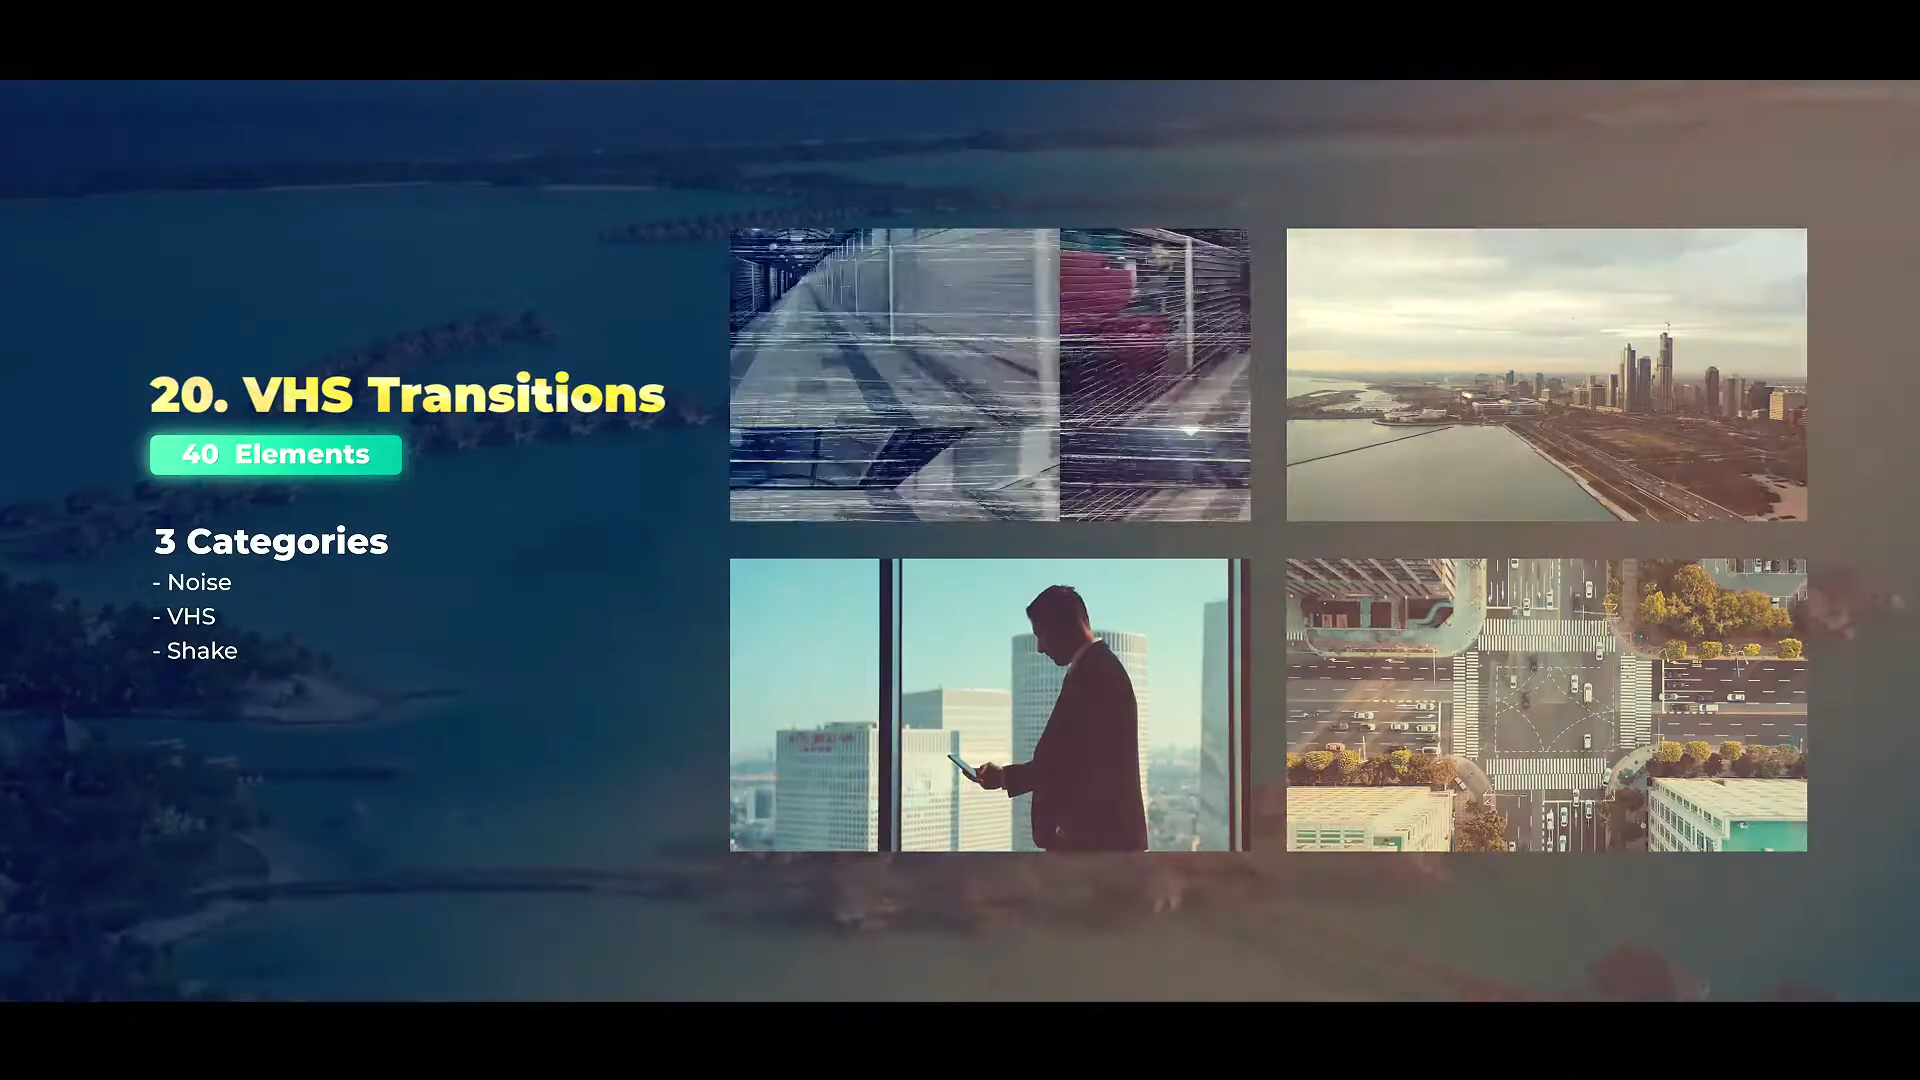 20. VHS Transitions
40 Elements
3 Categories
- Noise
- VHS
- Shake